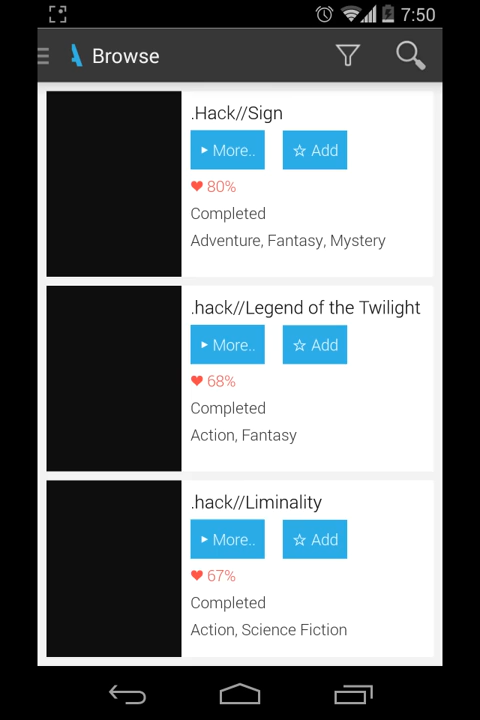 7:50
Browse
.Hack//Sign
More..
Add
80%
Completed
Adventure, Fantasy, Mystery
.hack//Legend of the Twilight
More..
Add
68%
Completed
Action, Fantasy
.hack//Liminality
More..
Add
67%
Completed
Action, Science Fiction